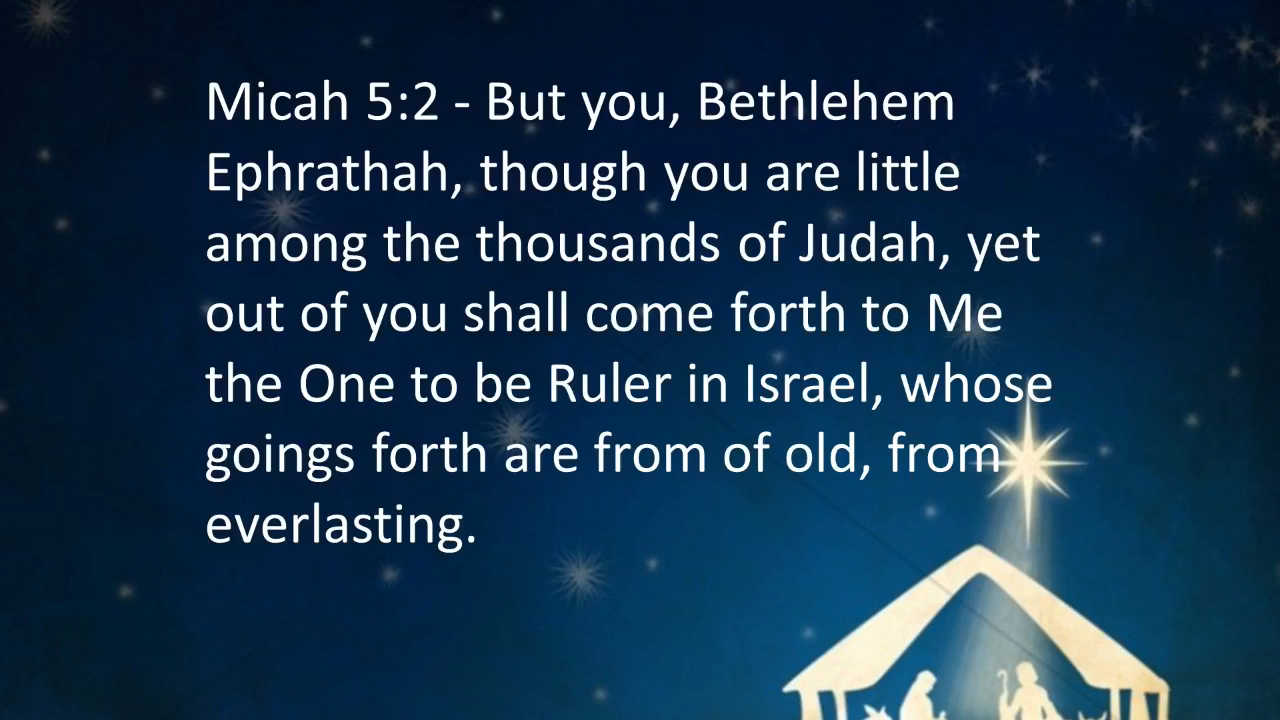 Micah 5:2 - But you, Bethlehem
Ephrathah, though you are little
among the thousands of Judah, yet
out of you shall come forth to Me
the One to be Ruler in Israel, whose
goings forth are from of old, from
everlasting.